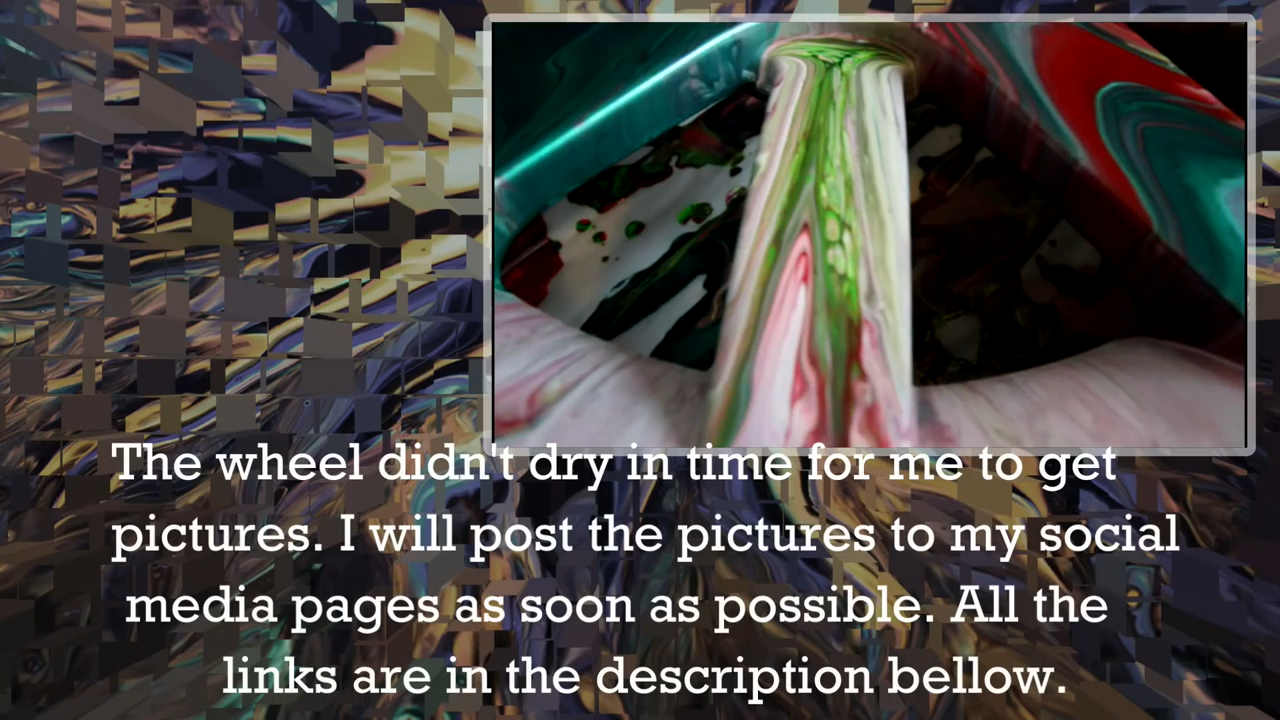 The wheel didn't dry in time for me to get
pictures. I will post the pictures to my social
media pages as soon as possible. All the
links are in the description bellow.